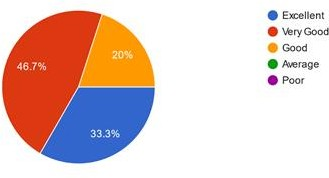 46.7%
20%
33.3%
Excellent
Very Good
Good
Average
Poor